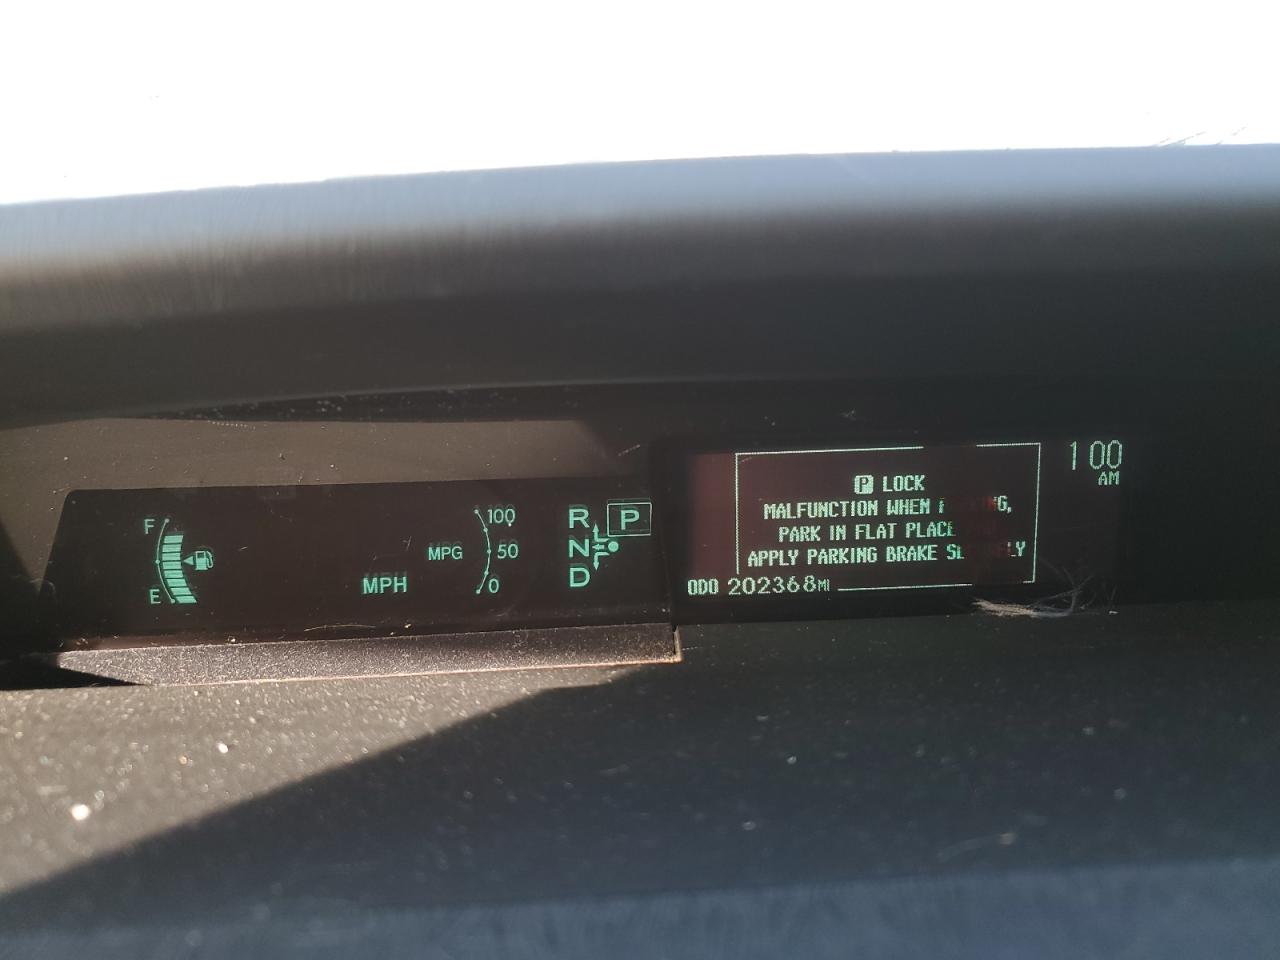 F
E
MPH
MPG
100
50
0
R
N
D
P
P LOCK
MALFUNCTION WHEN
PARK IN FLAT PLACE
APPLY PARKING BRAKE
ODO 202368MI
1 00
AM